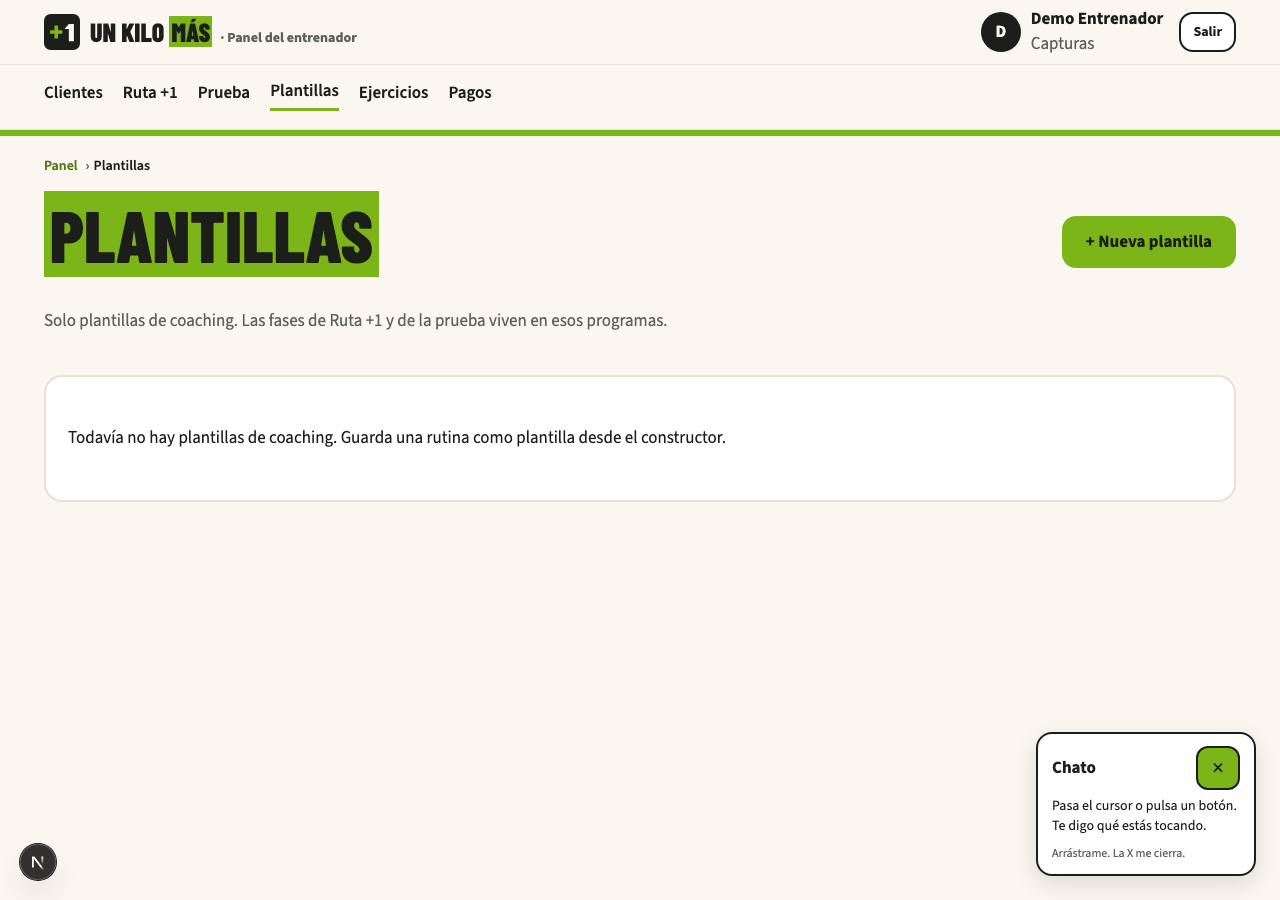 +1 UN KILO MÁS · Panel del entrenador
D Demo Entrenador
Capturas
Salir
Clientes Ruta +1 Prueba Plantillas Ejercicios Pagos
Panel › Plantillas
PLANTILLAS
+ Nueva plantilla
Solo plantillas de coaching. Las fases de Ruta +1 y de la prueba viven en esos programas.
Todavía no hay plantillas de coaching. Guarda una rutina como plantilla desde el constructor.
Chato ×
Pasa el cursor o pulsa un botón.
Te digo qué estás tocando.
Arrástrame. La X me cierra.
N